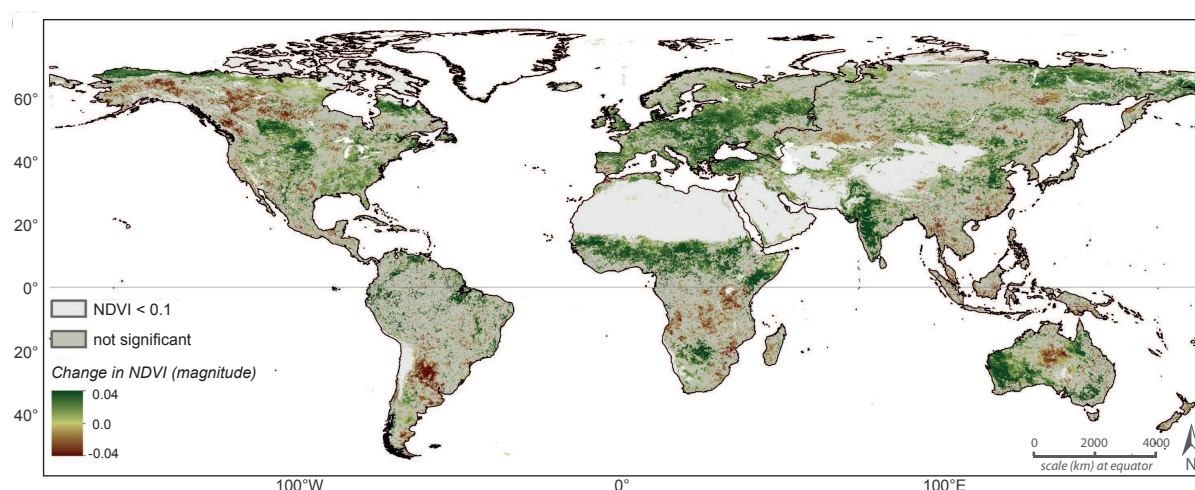 60°
40°
20°
0°
20°
40°
NDVI < 0.1
not significant
Change in NDVI (magnitude)
0.04
0.0
-0.04
0 2000 4000
scale (km) at equator
N
100°W 0° 100°E